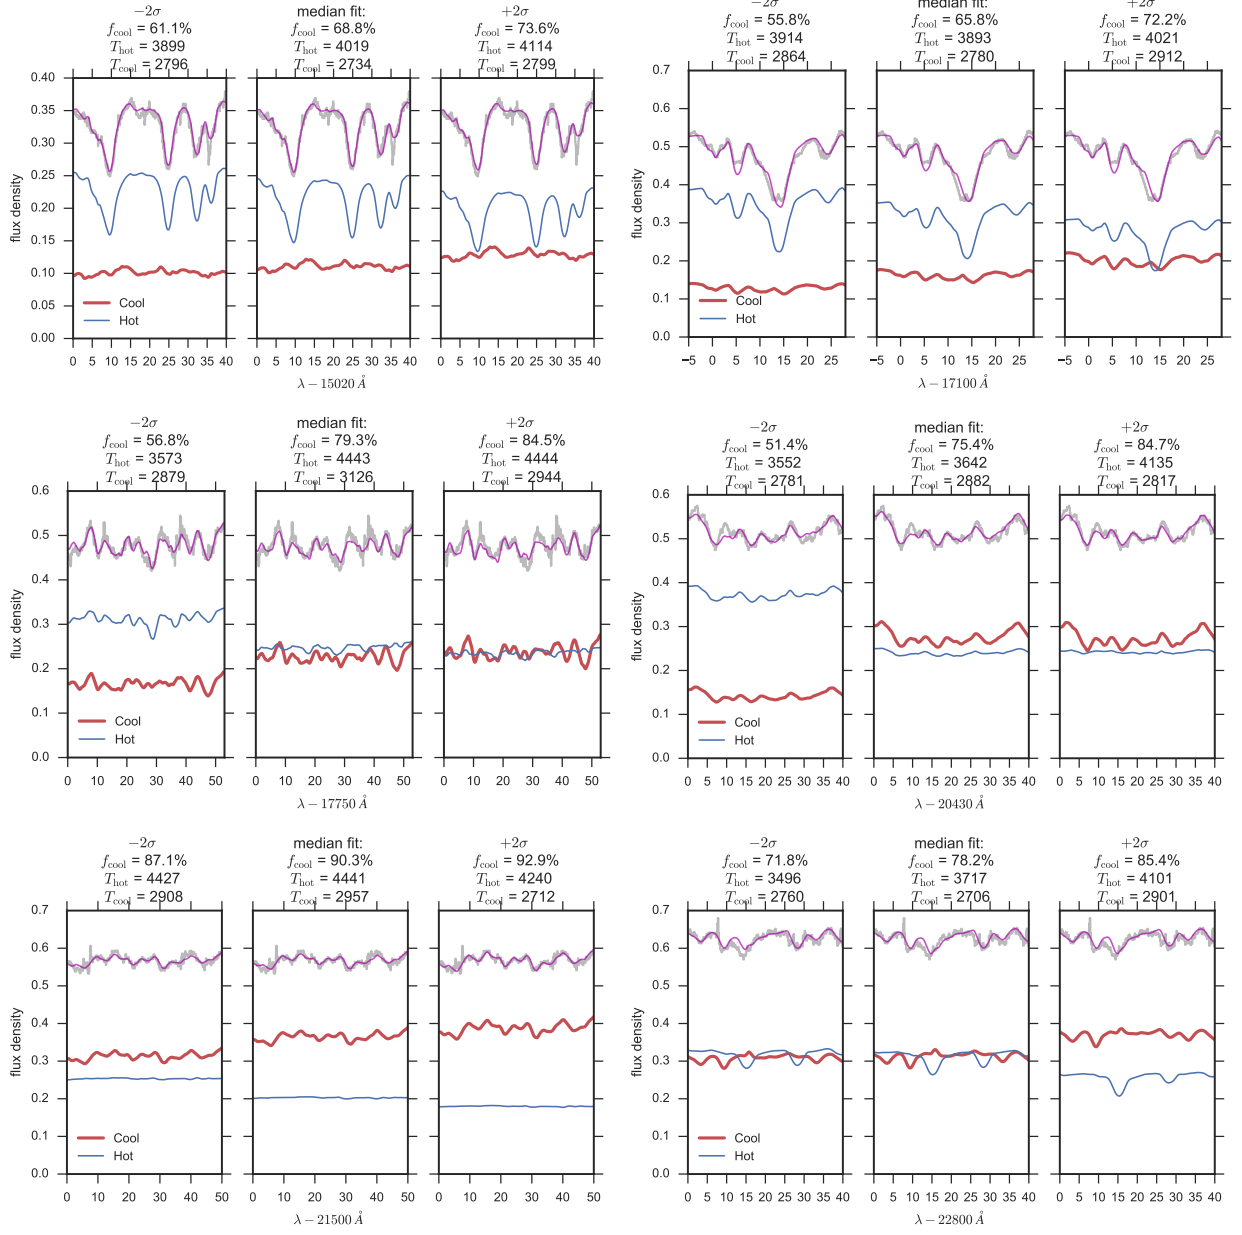 −2σ median fit: +2σ
f_cool = 61.1% f_cool = 68.8% f_cool = 73.6%
T_hot = 3899 T_hot = 4019 T_hot = 4114
T_cool = 2796 T_cool = 2734 T_cool = 2799
0.40
0.35
0.30
0.25
0.20
0.15
0.10
0.05
0.00
flux density
Cool
Hot
0 5 10 15 20 25 30 35 40 0 5 10 15 20 25 30 35 40 0 5 10 15 20 25 30 35 40
λ − 15020 Å
−2σ median fit: +2σ
f_cool = 55.8% f_cool = 65.8% f_cool = 72.2%
T_hot = 3914 T_hot = 3893 T_hot = 4021
T_cool = 2864 T_cool = 2780 T_cool = 2912
0.7
0.6
0.5
0.4
0.3
0.2
0.1
0.0
flux density
Cool
Hot
−5 0 5 10 15 20 25 −5 0 5 10 15 20 25 −5 0 5 10 15 20 25
λ − 17100 Å
−2σ median fit: +2σ
f_cool = 56.8% f_cool = 79.3% f_cool = 84.5%
T_hot = 3573 T_hot = 4443 T_hot = 4444
T_cool = 2879 T_cool = 3126 T_cool = 2944
0.6
0.5
0.4
0.3
0.2
0.1
0.0
flux density
Cool
Hot
0 10 20 30 40 50 0 10 20 30 40 50 0 10 20 30 40 50
λ − 17750 Å
−2σ median fit: +2σ
f_cool = 51.4% f_cool = 75.4% f_cool = 84.7%
T_hot = 3552 T_hot = 3642 T_hot = 4135
T_cool = 2781 T_cool = 2882 T_cool = 2817
0.6
0.5
0.4
0.3
0.2
0.1
0.0
flux density
Cool
Hot
0 5 10 15 20 25 30 35 40 0 5 10 15 20 25 30 35 40 0 5 10 15 20 25 30 35 40
λ − 20430 Å
−2σ median fit: +2σ
f_cool = 87.1% f_cool = 90.3% f_cool = 92.9%
T_hot = 4427 T_hot = 4441 T_hot = 4240
T_cool = 2908 T_cool = 2957 T_cool = 2712
0.7
0.6
0.5
0.4
0.3
0.2
0.1
0.0
flux density
Cool
Hot
0 10 20 30 40 50 0 10 20 30 40 50 0 10 20 30 40 50
λ − 21500 Å
−2σ median fit: +2σ
f_cool = 71.8% f_cool = 78.2% f_cool = 85.4%
T_hot = 3496 T_hot = 3717 T_hot = 4101
T_cool = 2760 T_cool = 2706 T_cool = 2901
0.7
0.6
0.5
0.4
0.3
0.2
0.1
0.0
flux density
Cool
Hot
0 5 10 15 20 25 30 35 40 0 5 10 15 20 25 30 35 40 0 5 10 15 20 25 30 35 40
λ − 22800 Å